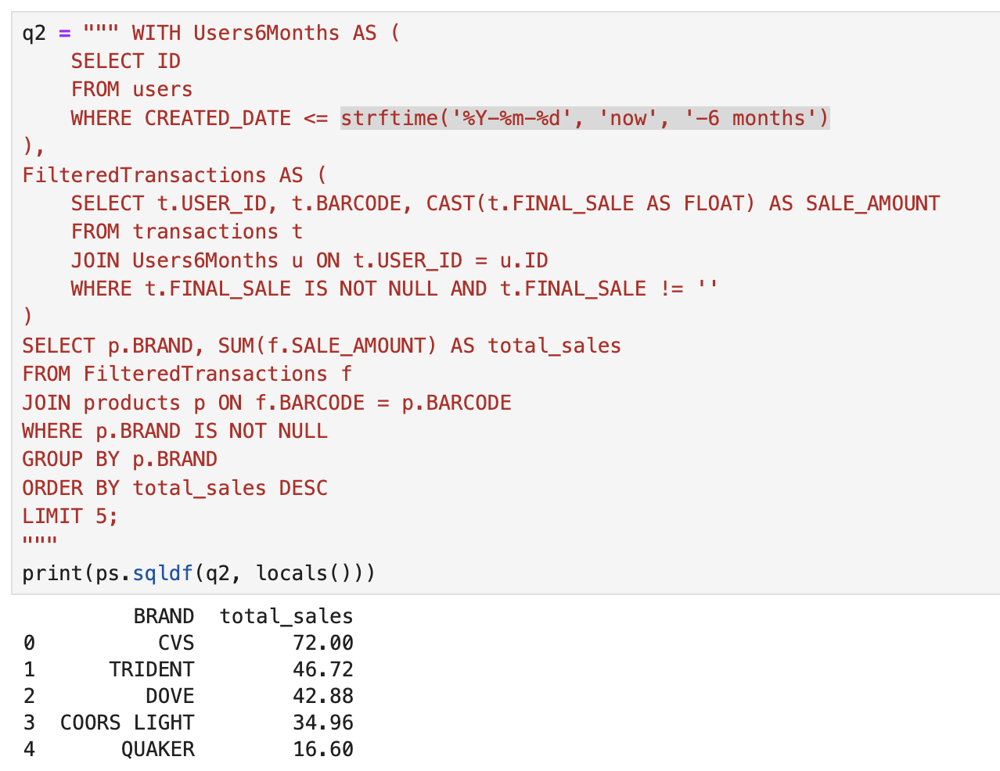 q2 = """ WITH Users6Months AS (
    SELECT ID
    FROM users
    WHERE CREATED_DATE <= strftime('%Y-%m-%d', 'now', '-6 months')
),
FilteredTransactions AS (
    SELECT t.USER_ID, t.BARCODE, CAST(t.FINAL_SALE AS FLOAT) AS SALE_AMOUNT
    FROM transactions t
    JOIN Users6Months u ON t.USER_ID = u.ID
    WHERE t.FINAL_SALE IS NOT NULL AND t.FINAL_SALE != ''
)
SELECT p.BRAND, SUM(f.SALE_AMOUNT) AS total_sales
FROM FilteredTransactions f
JOIN products p ON f.BARCODE = p.BARCODE
WHERE p.BRAND IS NOT NULL
GROUP BY p.BRAND
ORDER BY total_sales DESC
LIMIT 5;
"""
print(ps.sqldf(q2, locals()))
         BRAND  total_sales
0          CVS        72.00
1      TRIDENT        46.72
2         DOVE        42.88
3  COORS LIGHT        34.96
4       QUAKER        16.60